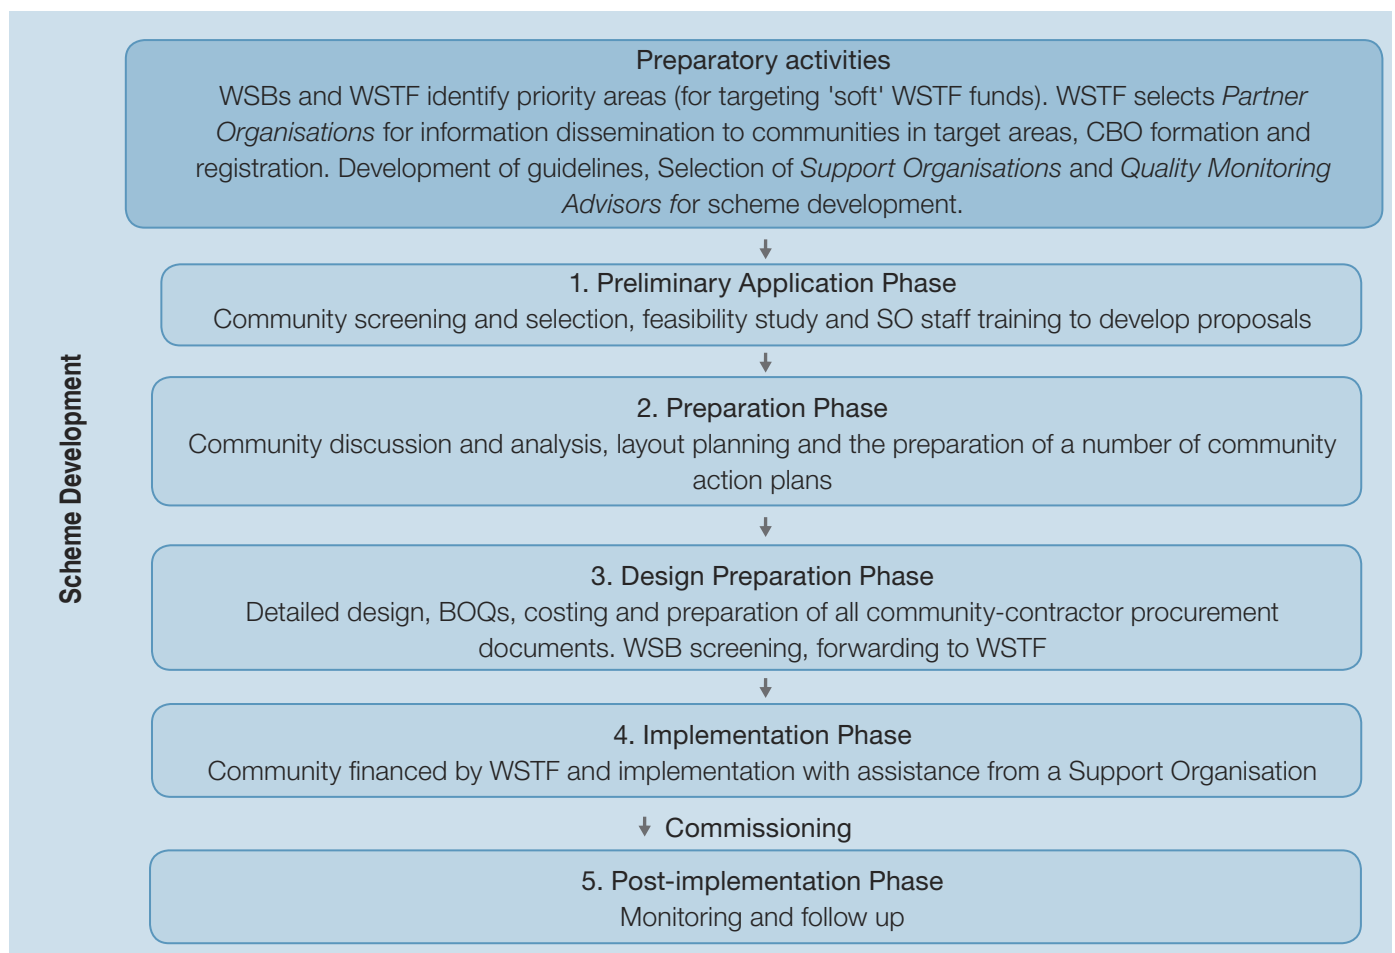 Preparatory activities
WSBs and WSTF identify priority areas (for targeting 'soft' WSTF funds). WSTF selects Partner
Organisations for information dissemination to communities in target areas, CBO formation and
registration. Development of guidelines, Selection of Support Organisations and Quality Monitoring
Advisors for scheme development.
1. Preliminary Application Phase
Community screening and selection, feasibility study and SO staff training to develop proposals
Scheme Development
2. Preparation Phase
Community discussion and analysis, layout planning and the preparation of a number of community
action plans
3. Design Preparation Phase
Detailed design, BOQs, costing and preparation of all community-contractor procurement
documents. WSB screening, forwarding to WSTF
4. Implementation Phase
Community financed by WSTF and implementation with assistance from a Support Organisation
Commissioning
5. Post-implementation Phase
Monitoring and follow up